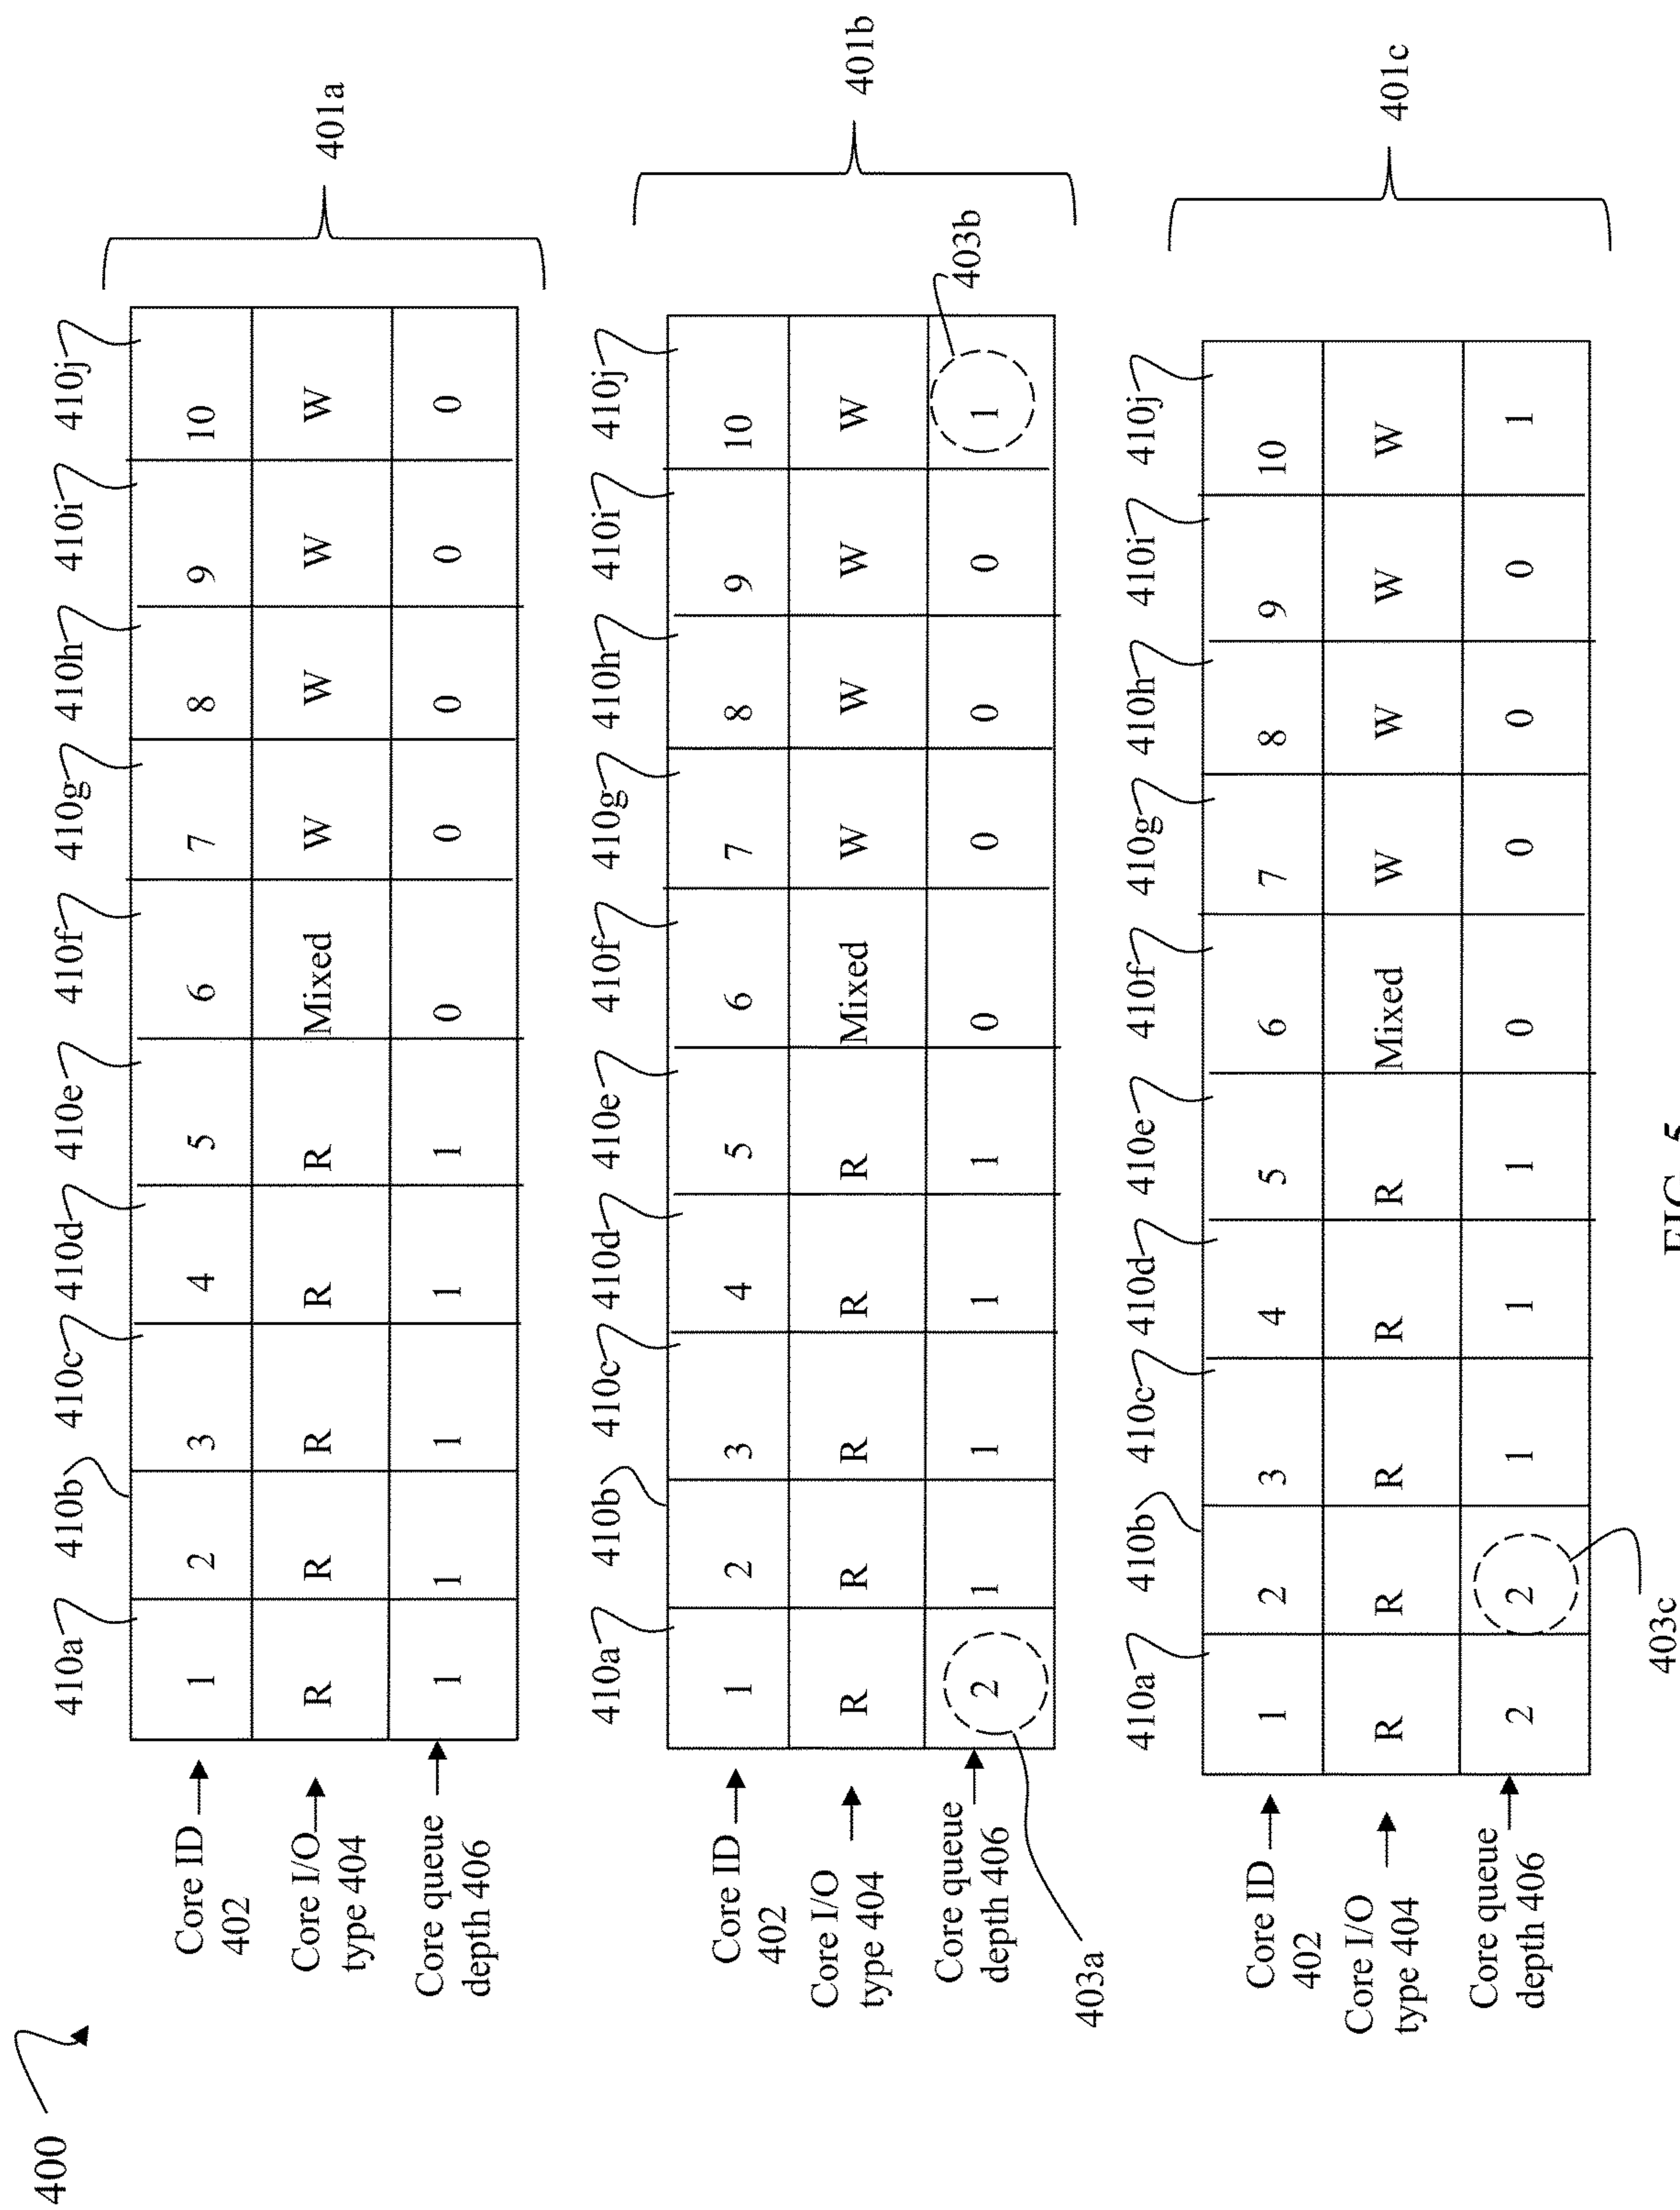 400
410a 410b 410c 410d 410e 410f 410g 410h 410i 410j
Core ID 1 2 3 4 5 6 7 8 9 10
402
Core I/O R R R R R Mixed W W W W
type 404
Core queue 1 1 1 1 1 0 0 0 0 0
depth 406
401a
410a 410b 410c 410d 410e 410f 410g 410h 410i 410j
Core ID 1 2 3 4 5 6 7 8 9 10
402
Core I/O R R R R R Mixed W W W W
type 404
Core queue 2 1 1 1 1 0 0 0 0 1
depth 406
403a
403b
401b
410a 410b 410c 410d 410e 410f 410g 410h 410i 410j
Core ID 1 2 3 4 5 6 7 8 9 10
402
Core I/O R R R R R Mixed W W W W
type 404
Core queue 2 2 1 1 1 0 0 0 0 1
depth 406
403c
401c
FIG. 5